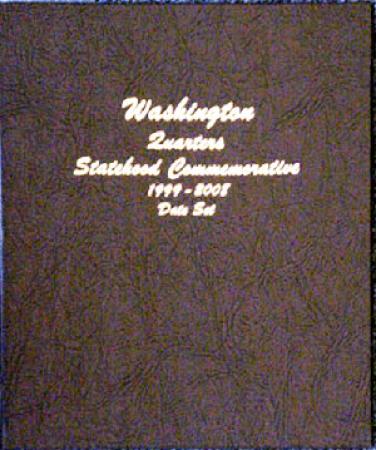 Washington
Quarters
Statehood Commemorative
1999-2008
Date Set